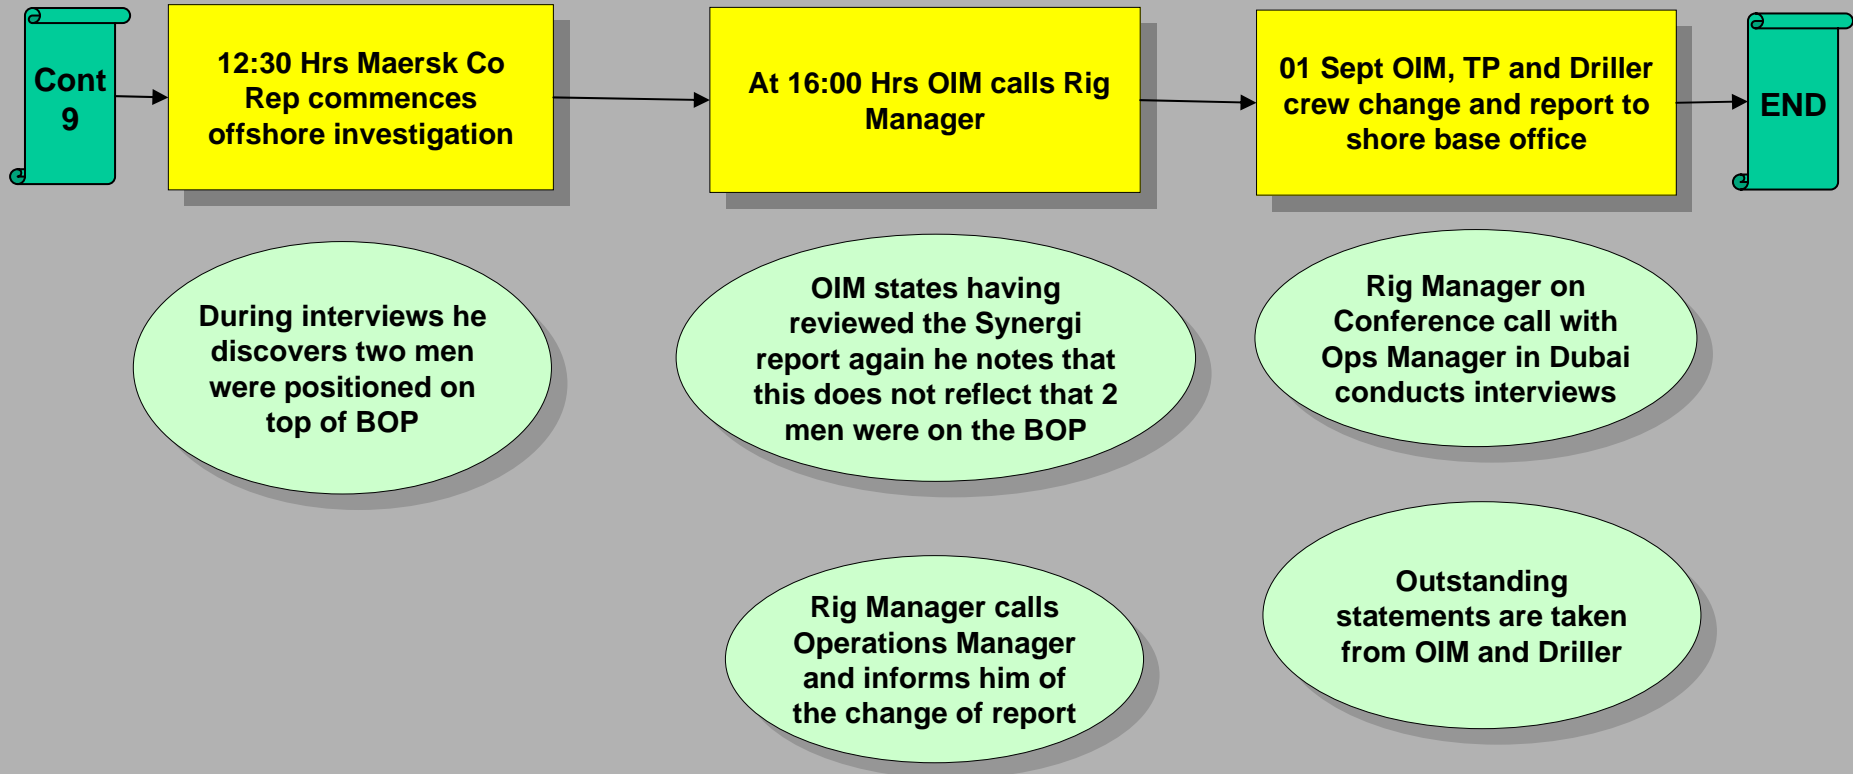 Cont
9
12:30 Hrs Maersk Co
Rep commences
offshore investigation
At 16:00 Hrs OIM calls Rig
Manager
01 Sept OIM, TP and Driller
crew change and report to
shore base office
END
During interviews he
discovers two men
were positioned on
top of BOP
OIM states having
reviewed the Synergi
report again he notes that
this does not reflect that 2
men were on the BOP
Rig Manager calls
Operations Manager
and informs him of
the change of report
Rig Manager on
Conference call with
Ops Manager in Dubai
conducts interviews
Outstanding
statements are taken
from OIM and Driller